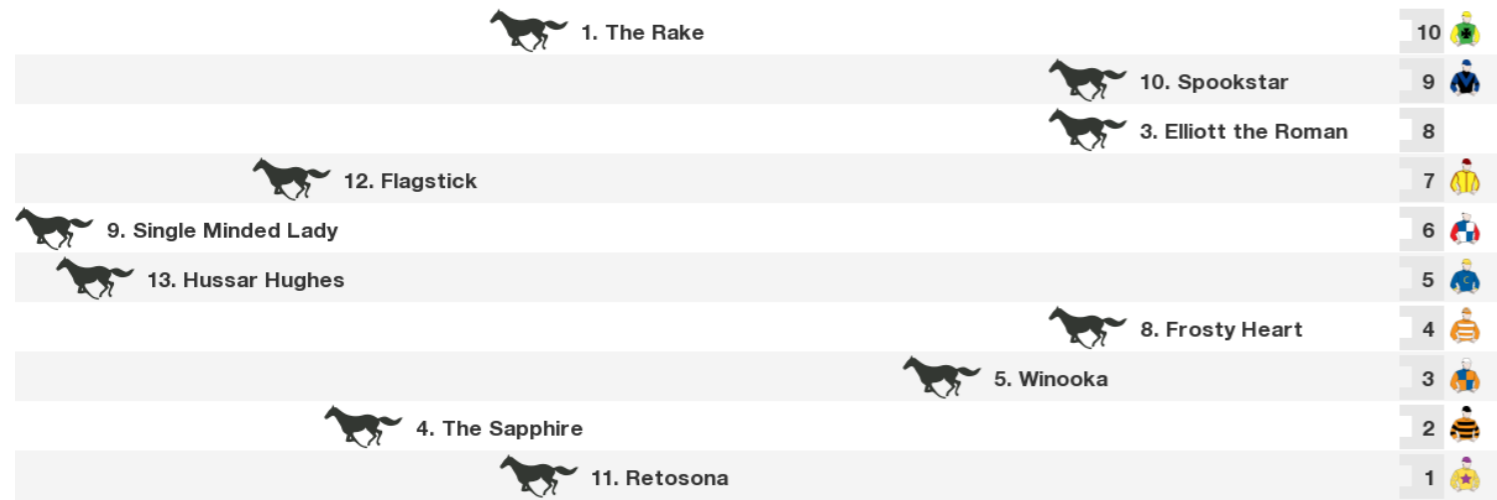 1. The Rake 10
10. Spookstar 9
3. Elliott the Roman 8
12. Flagstick 7
9. Single Minded Lady 6
13. Hussar Hughes 5
8. Frosty Heart 4
5. Winooka 3
4. The Sapphire 2
11. Retosona 1